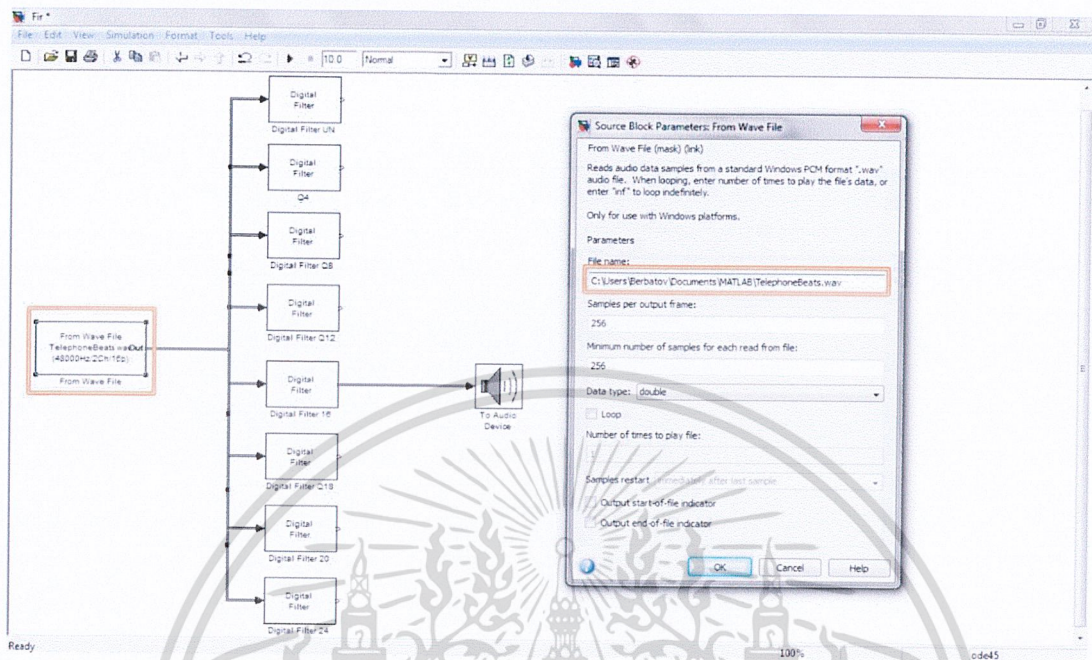 Fir *
File Edit View Simulation Format Tools Help
10.0 Normal
Digital
Filter
Digital Filter UN
Digital
Filter
Q4
Digital
Filter
Digital Filter Q8
Digital
Filter
Digital Filter Q12
From Wave File
TelephoneBeats.wav Out
(48000Hz/2Ch/16b)
From Wave File
Digital
Filter
Digital Filter 16
To Audio
Device
Digital
Filter
Digital Filter Q18
Digital
Filter
Digital Filter 20
Digital
Filter
Digital Filter 24
Source Block Parameters: From Wave File
From Wave File (mask) (link)
Reads audio data samples from a standard Windows PCM format ".wav"
audio file. When looping, enter number of times to play the file's data, or
enter "inf" to loop indefinitely.
Only for use with Windows platforms.
Parameters
File name:
C:\Users\Berbatov\Documents\MATLAB\TelephoneBeats.wav
Samples per output frame:
256
Minimum number of samples for each read from file:
256
Data type: double
Loop
Number of times to play file:
1
Samples restart: immediately after last sample
Output start-of-file indicator
Output end-of-file indicator
OK Cancel Help
Ready 100% ode45